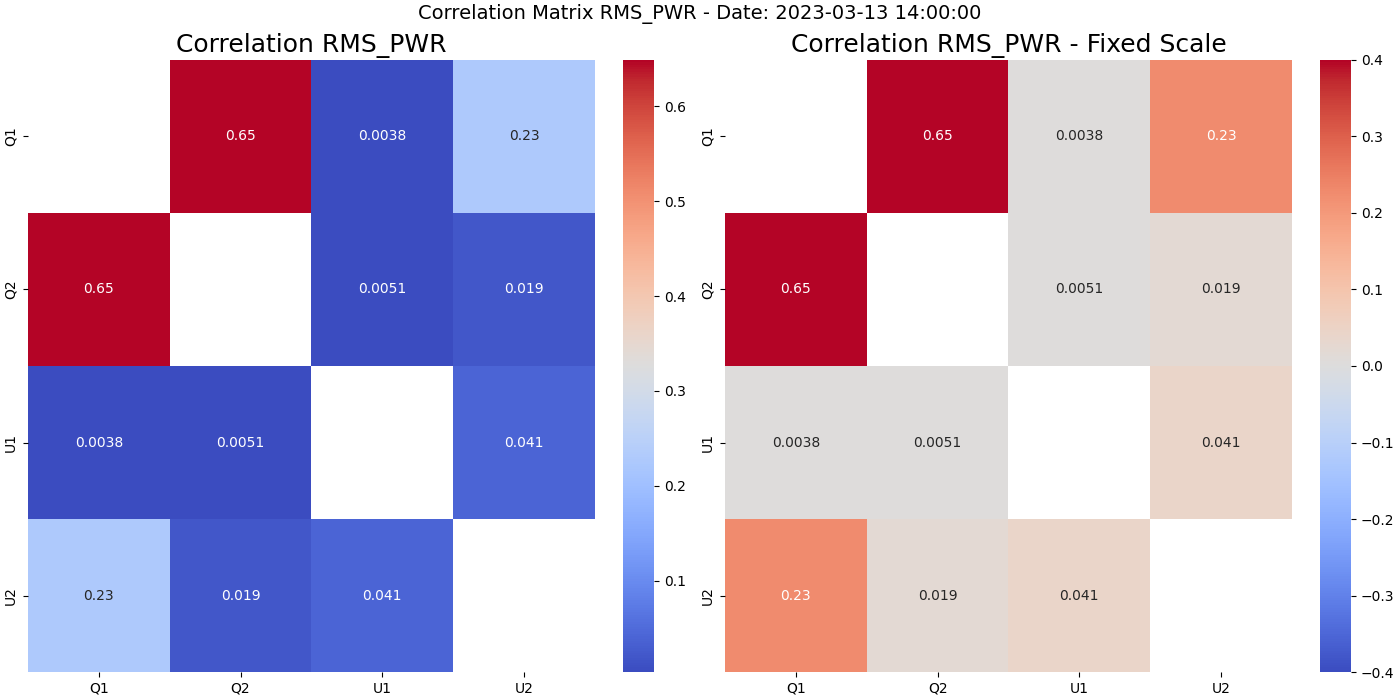 Correlation Matrix RMS_PWR - Date: 2023-03-13 14:00:00
Correlation RMS_PWR
Q1
0.65
0.0038
0.23
Q2
0.65
0.0051
0.019
U1
0.0038
0.0051
0.041
U2
0.23
0.019
0.041
Q1
Q2
U1
U2
0.6
0.5
0.4
0.3
0.2
0.1
Correlation RMS_PWR - Fixed Scale
Q1
0.65
0.0038
0.23
Q2
0.65
0.0051
0.019
U1
0.0038
0.0051
0.041
U2
0.23
0.019
0.041
Q1
Q2
U1
U2
0.4
0.3
0.2
0.1
0.0
−0.1
−0.2
−0.3
−0.4